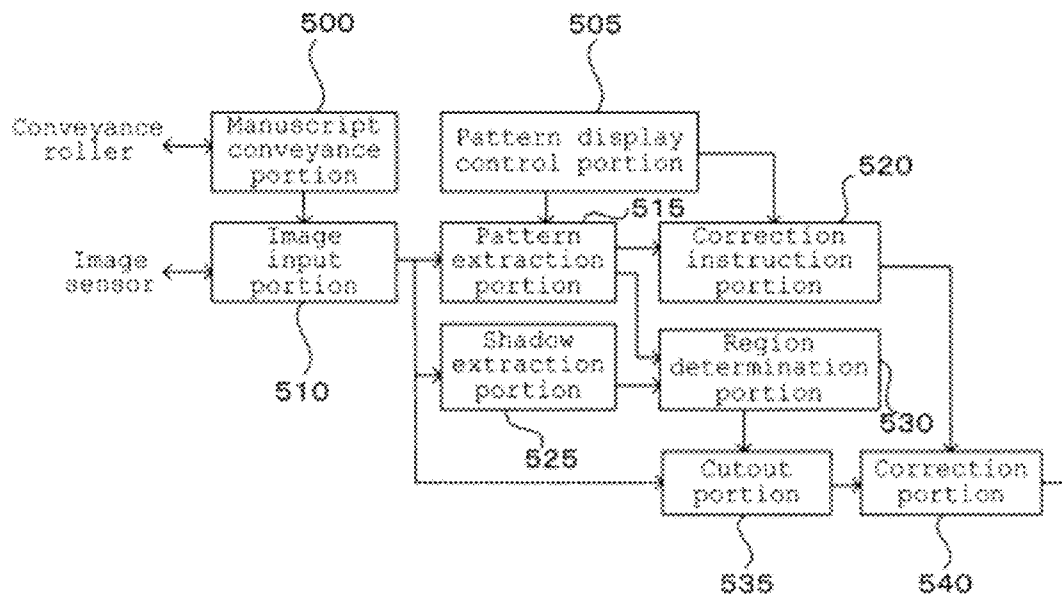 500
505
Conveyance
roller
Manuscript
conveyance
portion
Pattern display
control portion
520
515
Image
sensor
Image
input
portion
Pattern
extraction
portion
Correction
instruction
portion
510
Shadow
extraction
portion
Region
determination
portion
530
525
Cutout
portion
Correction
portion
535
540